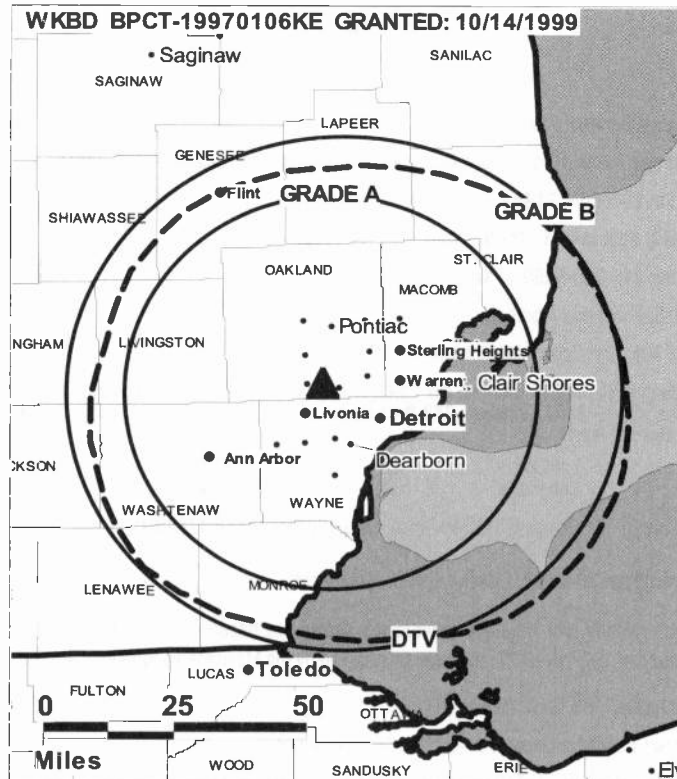 WKBD BPCT-19970106KE GRANTED: 10/14/1999
Saginaw
SAGINAW
SANILAC
LAPEER
GENESEE
Flint
GRADE A
GRADE B
SHIAWASSEE
ST. CLAIR
OAKLAND
MACOMB
Pontiac
INGHAM
LIVINGSTON
Sterling Heights
Warren
.. Clair Shores
Livonia
Detroit
Ann Arbor
Dearborn
CKSON
WAYNE
WASHTENAW
LENAWEE
MONROE
DTV
LUCAS
Toledo
FULTON
0 25 50
OTTAWA
Miles
WOOD
SANDUSKY
ERIE
El